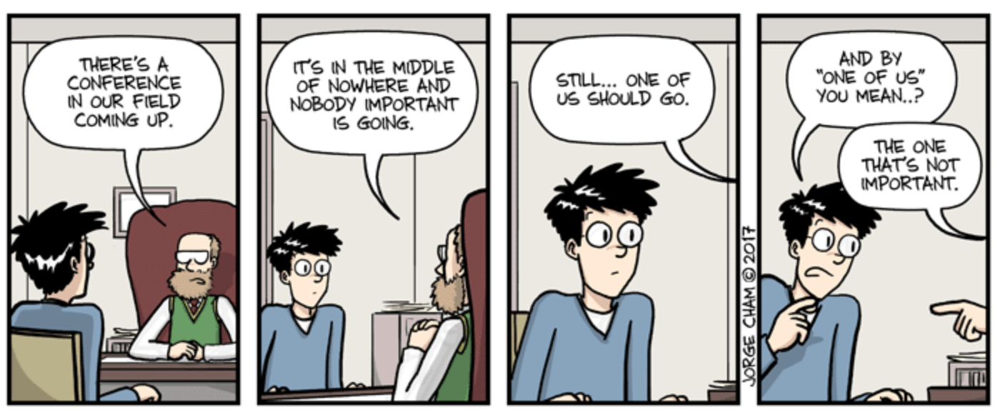 THERE'S A
CONFERENCE
IN OUR FIELD
COMING UP.
IT'S IN THE MIDDLE
OF NOWHERE AND
NOBODY IMPORTANT
IS GOING.
STILL... ONE OF
US SHOULD GO.
AND BY
"ONE OF US"
YOU MEAN..?
THE ONE
THAT'S NOT
IMPORTANT.
JORGE CHAM © 2017